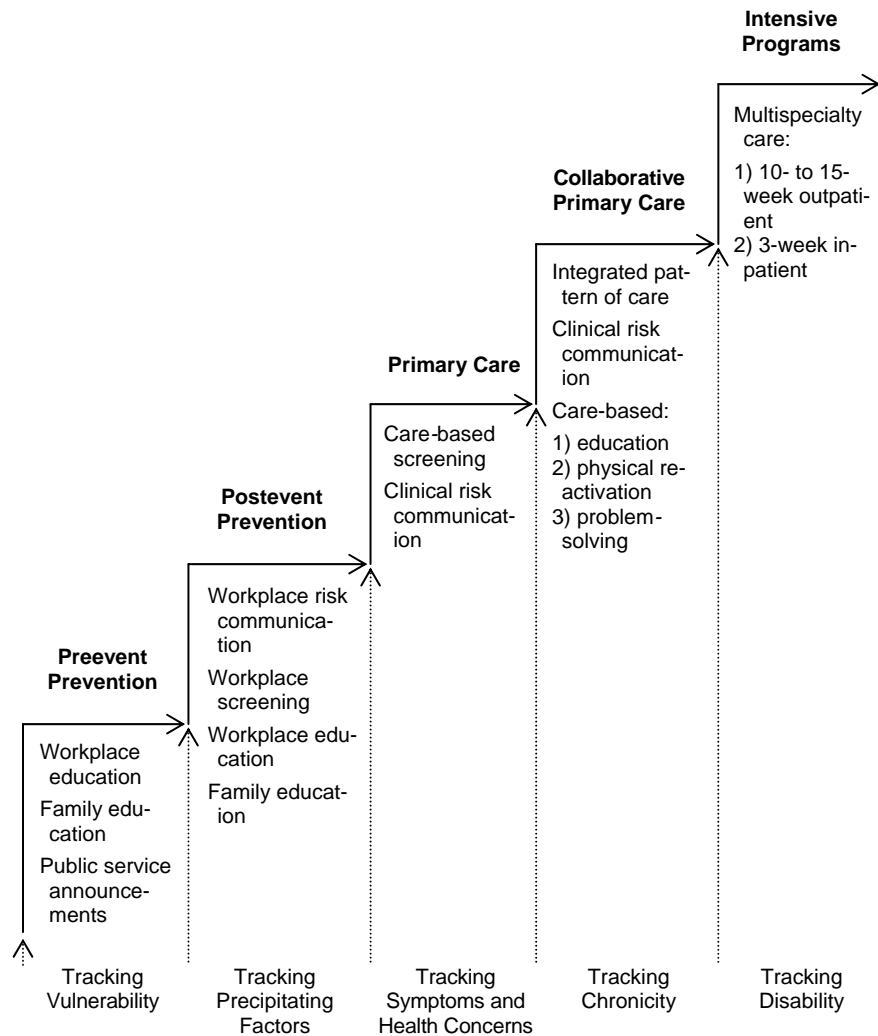 Intensive
Programs
Multispecialty
care:
1) 10- to 15-
week outpati-
ent
2) 3-week in-
patient
Collaborative
Primary Care
Integrated pat-
tern of care
Clinical risk
communicat-
ion
Care-based:
1) education
2) physical re-
activation
3) problem-
solving
Primary Care
Care-based
screening
Clinical risk
communicat-
ion
Postevent
Prevention
Workplace risk
communica-
tion
Workplace
screening
Workplace edu-
cation
Family educat-
ion
Preevent
Prevention
Workplace
education
Family edu-
cation
Public service
announce-
ments
Tracking
Vulnerability
Tracking
Precipitating
Factors
Tracking
Symptoms and
Health Concerns
Tracking
Chronicity
Tracking
Disability